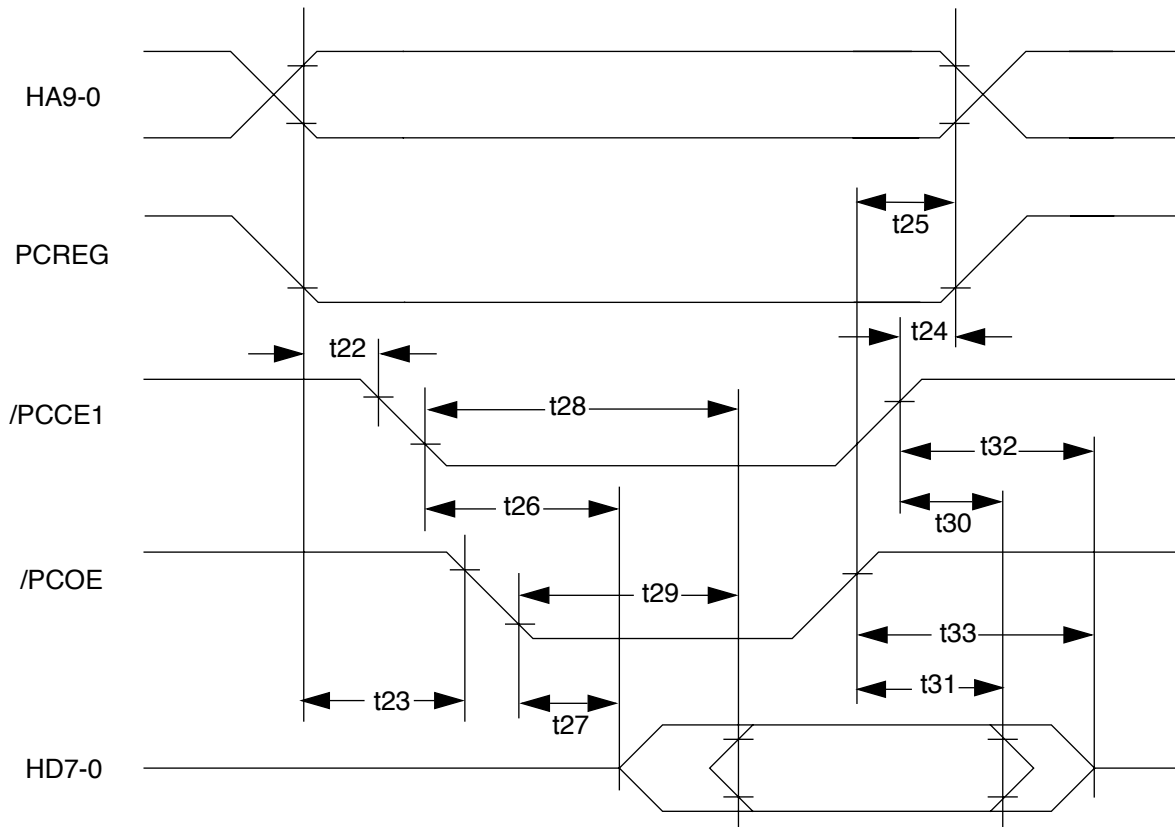 HA9-0
t25
PCREG
t24
t22
t28
/PCCE1
t32
t26
t30
/PCOE
t29
t33
t31
t23
t27
HD7-0